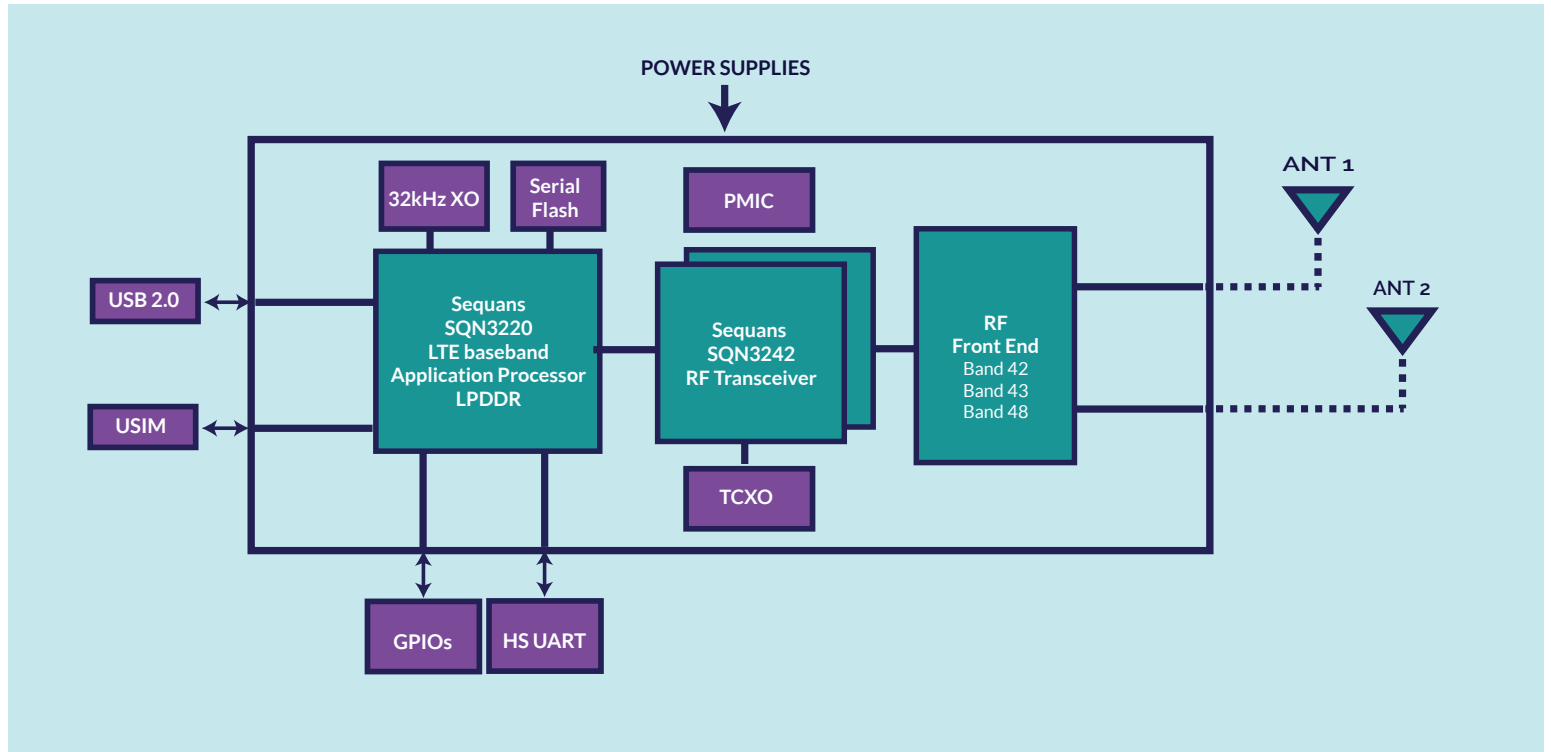 POWER SUPPLIES
32kHz XO
Serial
Flash
PMIC
ANT 1
ANT 2
USB 2.0
USIM
Sequans
SQN3220
LTE baseband
Application Processor
LPDDR
Sequans
SQN3242
RF Transceiver
RF
Front End
Band 42
Band 43
Band 48
TCXO
GPIOs
HS UART